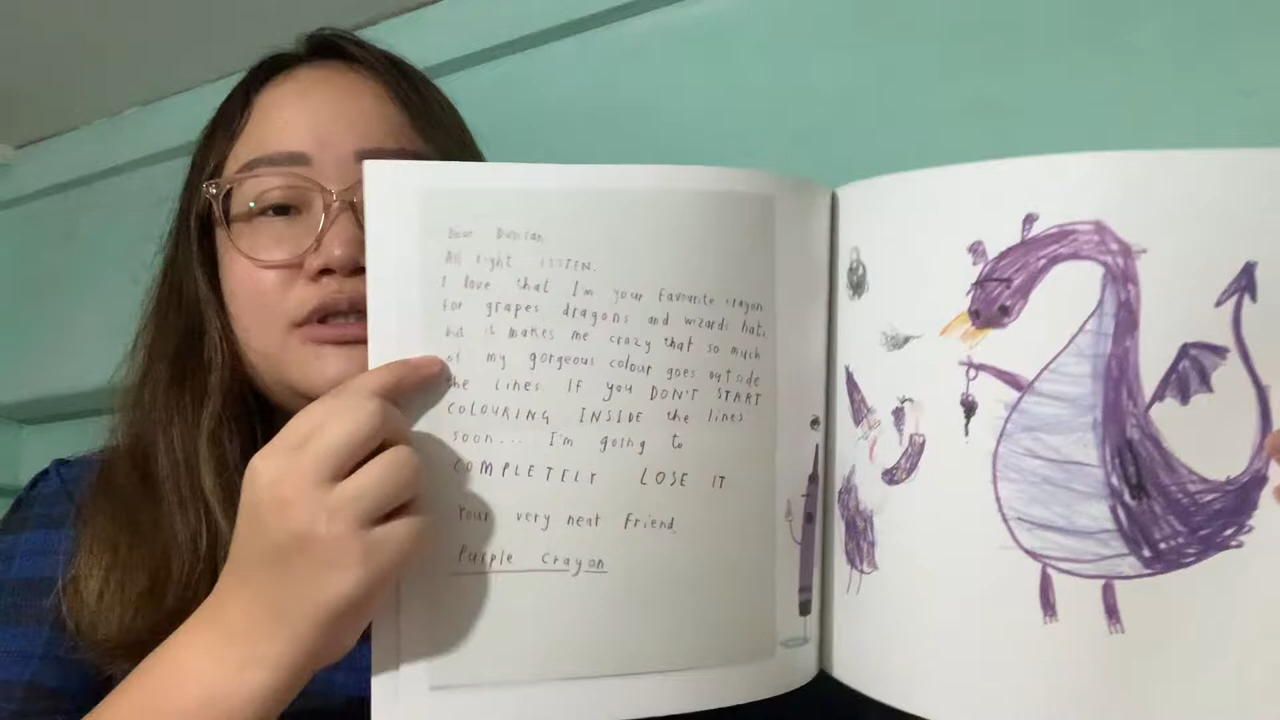 Dear Duncan,
All right LISTEN.
I love that I'm your favourite crayon
for grapes dragons and wizards hats,
but it makes me crazy that so much
of my gorgeous colour goes outside
the lines. If you DON'T START
COLOURING INSIDE the lines
soon... I'm going to
COMPLETELY LOSE IT
Your very neat Friend,
Purple Crayon